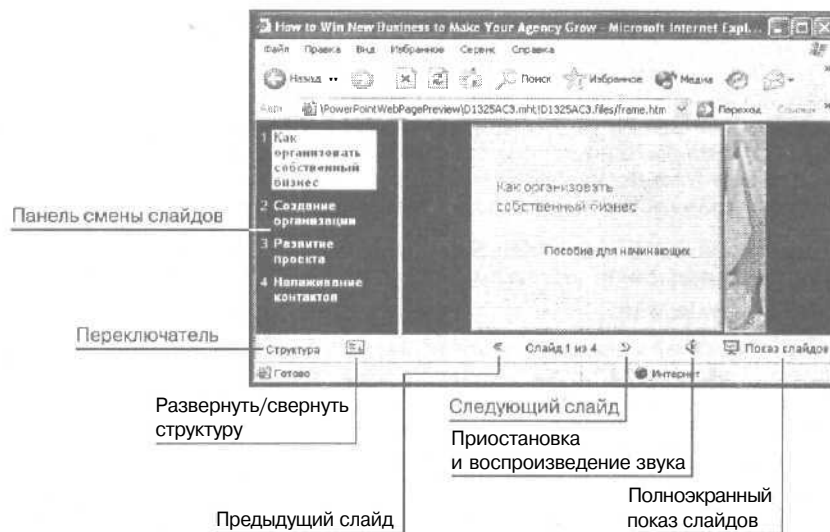 How to Win New Business to Make Your Agency Grow - Microsoft Internet Expl...
Файл Правка Вид Избранное Сервис Справка
Назад Поиск Избранное Медиа
\PowerPointWebPagePreview\D1325AC3.mht!D1325AC3.files/frame.htm Переход Ссылки
1 Как
организовать
собственный
бизнес
2 Создание
организации
3 Развитие
проекта
4 Налаживание
контактов
Как организовать
собственный бизнес
Пособие для начинающих
Панель смены слайдов
Переключатель
Структура Слайд 1 из 4 Показ слайдов
Готово Интернет
Развернуть/свернуть
структуру
Следующий слайд
Приостановка
и воспроизведение звука
Полноэкранный
показ слайдов
Предыдущий слайд